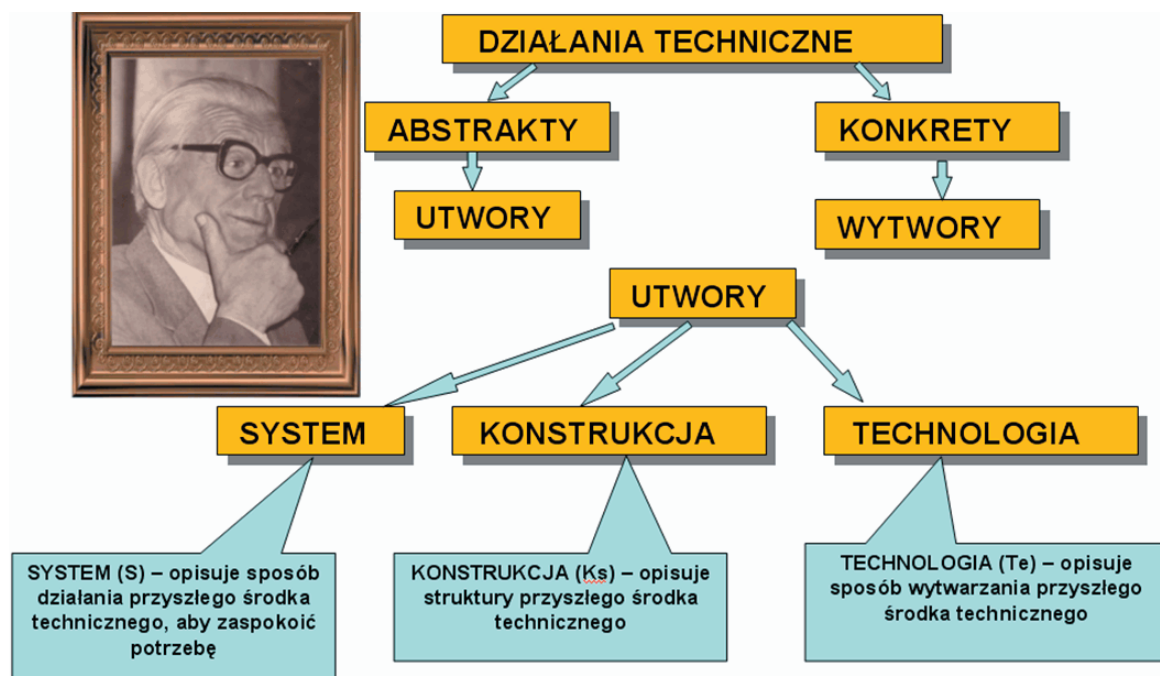 DZIAŁANIA TECHNICZNE
ABSTRAKTY
KONKRETY
UTWORY
WYTWORY
UTWORY
SYSTEM
KONSTRUKCJA
TECHNOLOGIA
SYSTEM (S) – opisuje sposób
działania przyszłego środka
technicznego, aby zaspokoić
potrzebę
KONSTRUKCJA (Ks) – opisuje
struktury przyszłego środka
technicznego
TECHNOLOGIA (Te) – opisuje
sposób wytwarzania przyszłego
środka technicznego